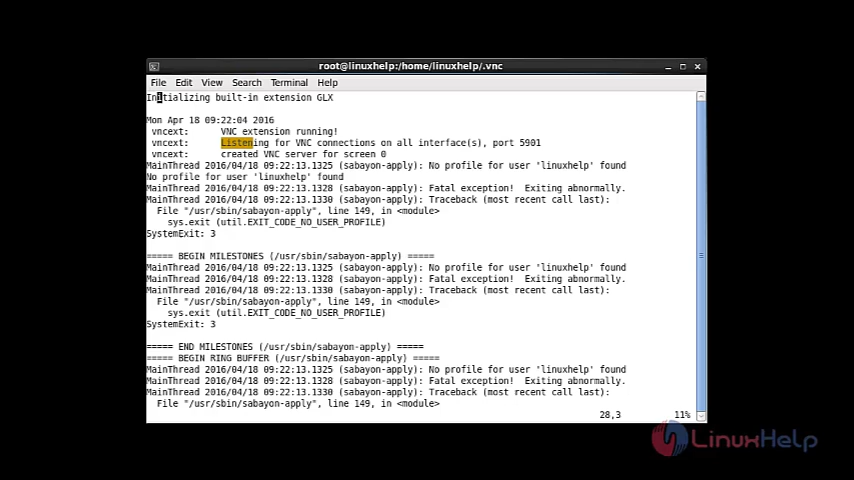 root@linuxhelp:/home/linuxhelp/.vnc
File Edit View Search Terminal Help
Initializing built-in extension GLX
Mon Apr 18 09:22:04 2016
vncext: VNC extension running!
vncext: Listening for VNC connections on all interface(s), port 5901
vncext: created VNC server for screen 0
MainThread 2016/04/18 09:22:13.1325 (sabayon-apply): No profile for user 'linuxhelp' found
No profile for user 'linuxhelp' found
MainThread 2016/04/18 09:22:13.1328 (sabayon-apply): Fatal exception!  Exiting abnormally.
MainThread 2016/04/18 09:22:13.1330 (sabayon-apply): Traceback (most recent call last):
File "/usr/sbin/sabayon-apply", line 149, in <module>
sys.exit (util.EXIT_CODE_NO_USER_PROFILE)
SystemExit: 3
===== BEGIN MILESTONES (/usr/sbin/sabayon-apply) =====
MainThread 2016/04/18 09:22:13.1325 (sabayon-apply): No profile for user 'linuxhelp' found
MainThread 2016/04/18 09:22:13.1328 (sabayon-apply): Fatal exception!  Exiting abnormally.
MainThread 2016/04/18 09:22:13.1330 (sabayon-apply): Traceback (most recent call last):
File "/usr/sbin/sabayon-apply", line 149, in <module>
sys.exit (util.EXIT_CODE_NO_USER_PROFILE)
SystemExit: 3
===== END MILESTONES (/usr/sbin/sabayon-apply) =====
===== BEGIN RING BUFFER (/usr/sbin/sabayon-apply) =====
MainThread 2016/04/18 09:22:13.1325 (sabayon-apply): No profile for user 'linuxhelp' found
MainThread 2016/04/18 09:22:13.1328 (sabayon-apply): Fatal exception!  Exiting abnormally.
MainThread 2016/04/18 09:22:13.1330 (sabayon-apply): Traceback (most recent call last):
File "/usr/sbin/sabayon-apply", line 149, in <module>
28,3 11%
LinuxHelp